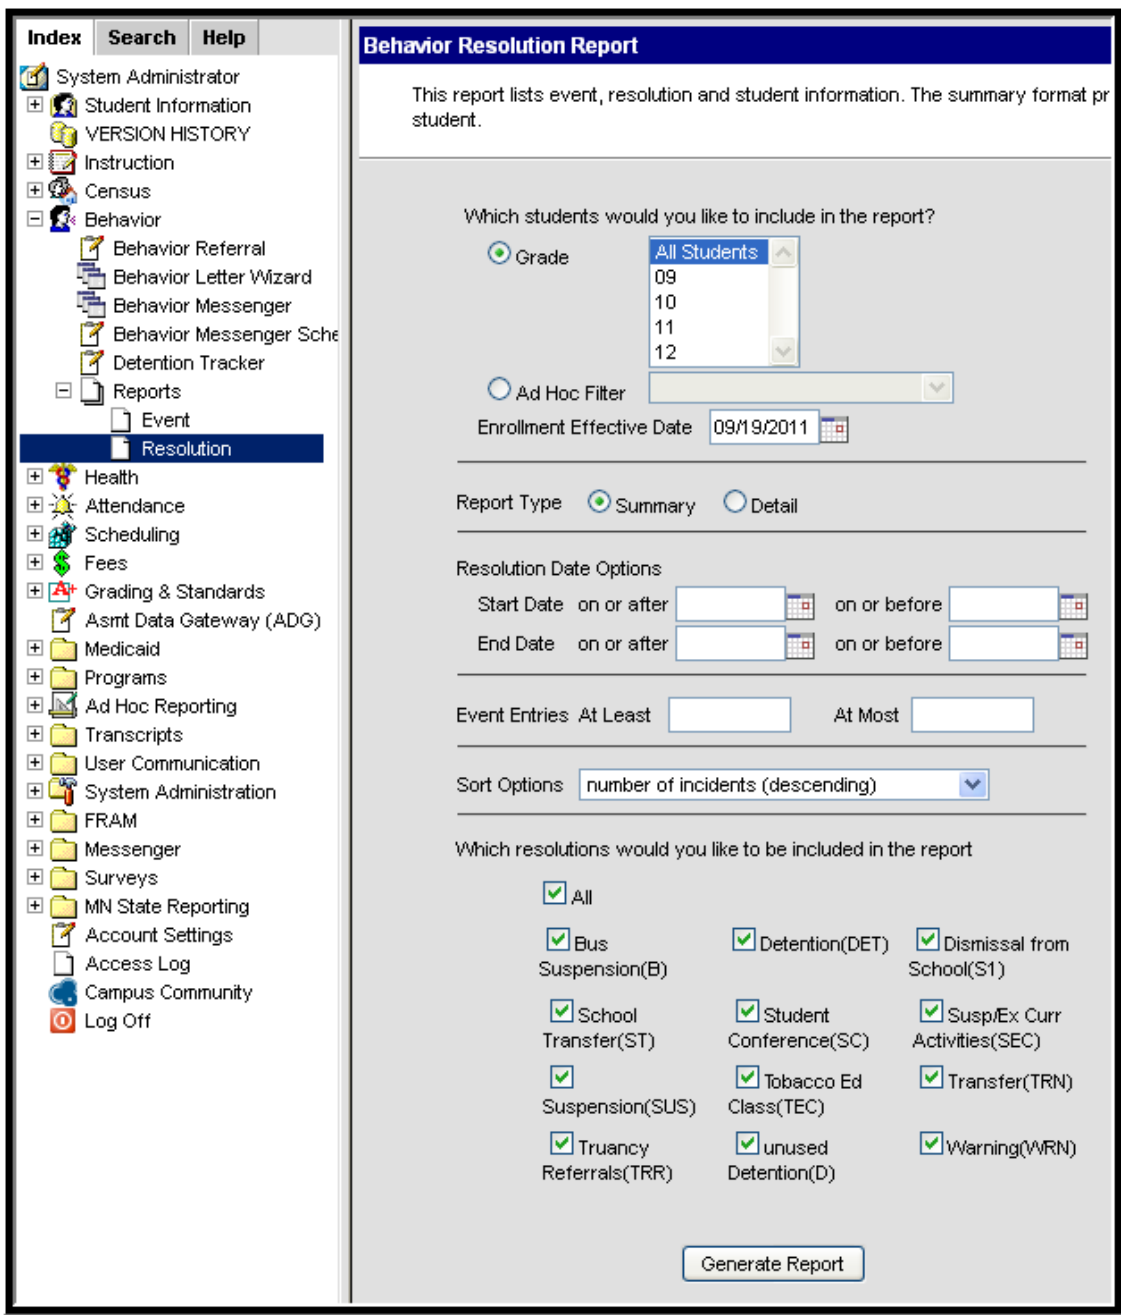 Index Search Help
System Administrator
Student Information
VERSION HISTORY
Instruction
Census
Behavior
Behavior Referral
Behavior Letter Wizard
Behavior Messenger
Behavior Messenger Sche
Detention Tracker
Reports
Event
Resolution
Health
Attendance
Scheduling
Fees
Grading & Standards
Asmt Data Gateway (ADG)
Medicaid
Programs
Ad Hoc Reporting
Transcripts
User Communication
System Administration
FRAM
Messenger
Surveys
MN State Reporting
Account Settings
Access Log
Campus Community
Log Off
Behavior Resolution Report
This report lists event, resolution and student information. The summary format pr
student.
Which students would you like to include in the report?
Grade
All Students
09
10
11
12
Ad Hoc Filter
Enrollment Effective Date 09/19/2011
Report Type Summary Detail
Resolution Date Options
Start Date on or after on or before
End Date on or after on or before
Event Entries At Least At Most
Sort Options number of incidents (descending)
Which resolutions would you like to be included in the report
All
Bus Detention(DET) Dismissal from
Suspension(B) School(S1)
School Student Susp/Ex Curr
Transfer(ST) Conference(SC) Activities(SEC)
Tobacco Ed Transfer(TRN)
Suspension(SUS) Class(TEC)
Truancy unused Warning(WRN)
Referrals(TRR) Detention(D)
Generate Report